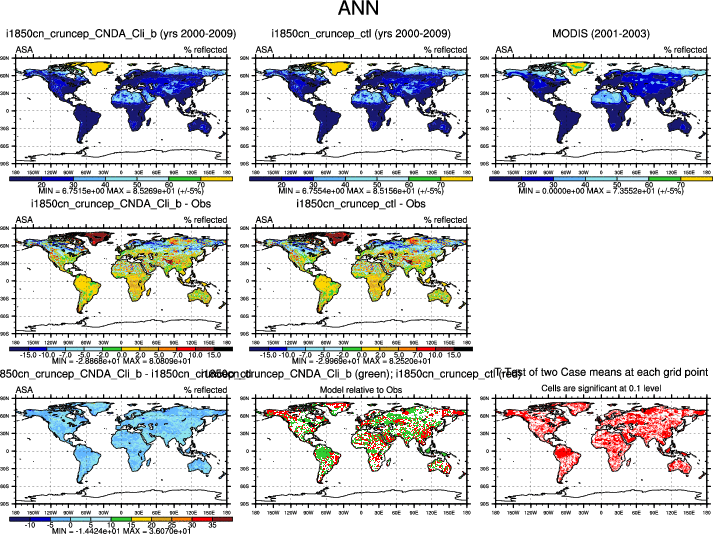 ANN
i1850cn_cruncep_CNDA_Cli_b (yrs 2000-2009)
ASA % reflected
90N
60N
30N
0
30S
60S
90S
180 150W 120W 90W 60W 30W 0 30E 60E 90E 120E 150E 180
20 30 40 50 60 70
MIN = 6.7515e+00 MAX = 8.5269e+01 (+/-5%)
i1850cn_cruncep_ctl (yrs 2000-2009)
ASA % reflected
90N
60N
30N
0
30S
60S
90S
180 150W 120W 90W 60W 30W 0 30E 60E 90E 120E 150E 180
20 30 40 50 60 70
MIN = 6.7554e+00 MAX = 8.5156e+01 (+/-5%)
MODIS (2001-2003)
ASA % reflected
90N
60N
30N
0
30S
60S
90S
180 150W 120W 90W 60W 30W 0 30E 60E 90E 120E 150E 180
20 30 40 50 60 70
MIN = 0.0000e+00 MAX = 7.3552e+01 (+/-5%)
i1850cn_cruncep_CNDA_Cli_b - Obs
ASA % reflected
90N
60N
30N
0
30S
60S
90S
180 150W 120W 90W 60W 30W 0 30E 60E 90E 120E 150E 180
-15.0 -10.0 -7.0 -5.0 -2.0 0.0 2.0 5.0 7.0 10.0 15.0
MIN = -2.8868e+01 MAX = 8.0809e+01
i1850cn_cruncep_ctl - Obs
ASA % reflected
90N
60N
30N
0
30S
60S
90S
180 150W 120W 90W 60W 30W 0 30E 60E 90E 120E 150E 180
-15.0 -10.0 -7.0 -5.0 -2.0 0.0 2.0 5.0 7.0 10.0 15.0
MIN = -2.9969e+01 MAX = 8.2520e+01
850cn_cruncep_CNDA_Cli_b - i1850cn_cruncep_ctl
ASA % reflected
90N
60N
30N
0
30S
60S
90S
180 150W 120W 90W 60W 30W 0 30E 60E 90E 120E 150E 180
-10 -5 0 5 10 15 20 25 30 35
MIN = -1.4424e+01 MAX = 3.6070e+01
cruncep_CNDA_Cli_b (green); i1850cn_cruncep_ctl (red)
Model relative to Obs
90N
60N
30N
0
30S
60S
90S
180 150W 120W 90W 60W 30W 0 30E 60E 90E 120E 150E 180
T-Test of two Case means at each grid point
Cells are significant at 0.1 level
90N
60N
30N
0
30S
60S
90S
180 150W 120W 90W 60W 30W 0 30E 60E 90E 120E 150E 180